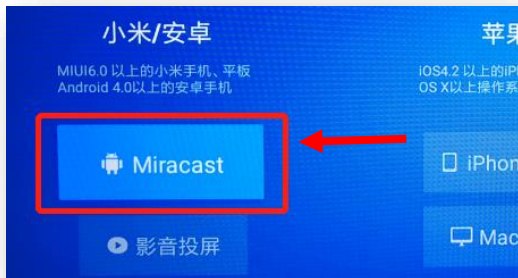 小米/安卓
MIUI6.0 以上的小米手机、平板
Android 4.0以上的安卓手机
Miracast
影音投屏
iOS4.2 以上的iP
OS X以上操作系
iPhon
Mac